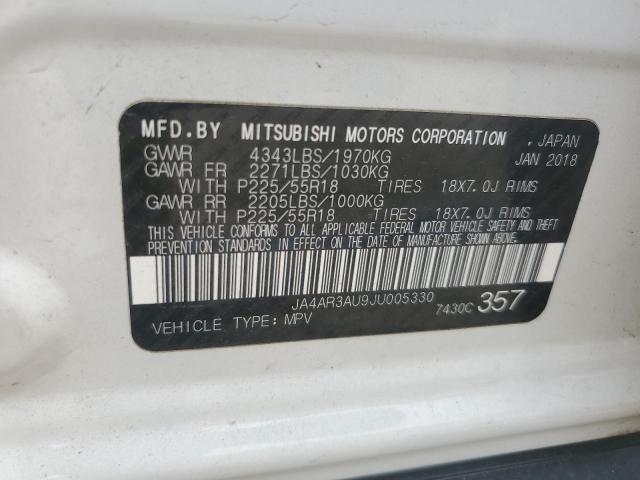 MFD.BY MITSUBISHI MOTORS CORPORATION . JAPAN
GVWR 4343LBS/1970KG JAN 2018
GAWR FR 2271LBS/1030KG
WITH P225/55R18 TIRES 18X7.0J RIMS
GAWR RR 2205LBS/1000KG
WITH P225/55R18 TIRES 18X7.0J RIMS
THIS VEHICLE CONFORMS TO ALL APPLICABLE FEDERAL MOTOR VEHICLE SAFETY AND THEFT
PREVENTION STANDARDS IN EFFECT ON THE DATE OF MANUFACTURE SHOWN ABOVE.
JA4AR3AU9JU005330
VEHICLE TYPE: MPV 7430C 357